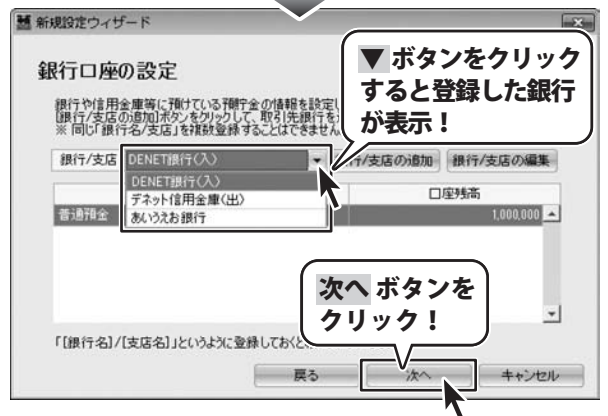 新規設定ウィザード
銀行口座の設定
▼ ボタンをクリック
すると登録した銀行
が表示!
銀行や信用金庫等に預けている預貯金の情報を設定し
[銀行/支店の追加]ボタンをクリックして、取引先銀行を
※ 同じ「銀行名/支店」を複数登録することはできません
銀行/支店 DENET銀行(入) 行/支店の追加 銀行/支店の編集
DENET銀行(入)
デネット信用金庫(出)
あいうえお銀行
口座残高
普通預金 1,000,000
次へ ボタンを
クリック!
「[銀行名]/[支店名]」というように登録しておくと
戻る 次へ キャンセル